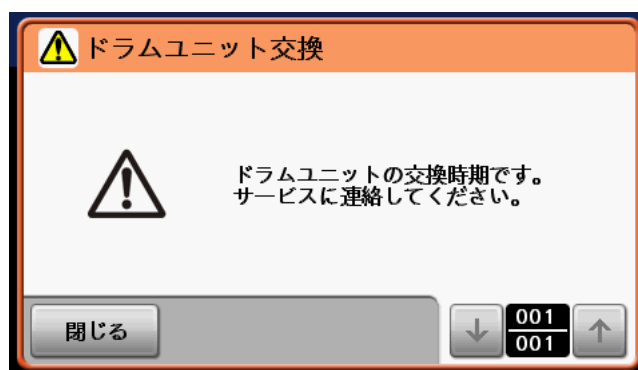 ドラムユニット交換
ドラムユニットの交換時期です。
サービスに連絡してください。
閉じる
001
001